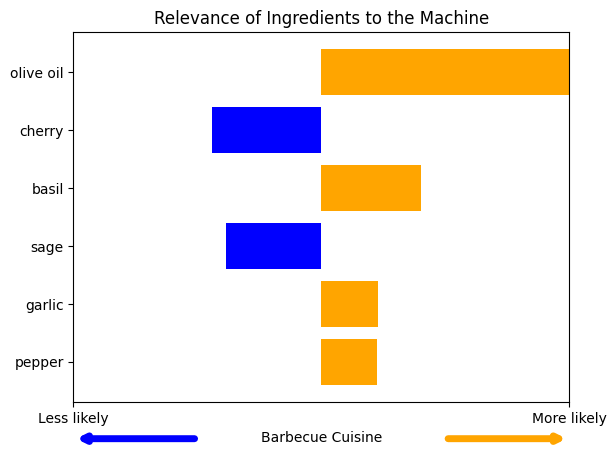 Relevance of Ingredients to the Machine
olive oil
cherry
basil
sage
garlic
pepper
Less likely
More likely
Barbecue Cuisine